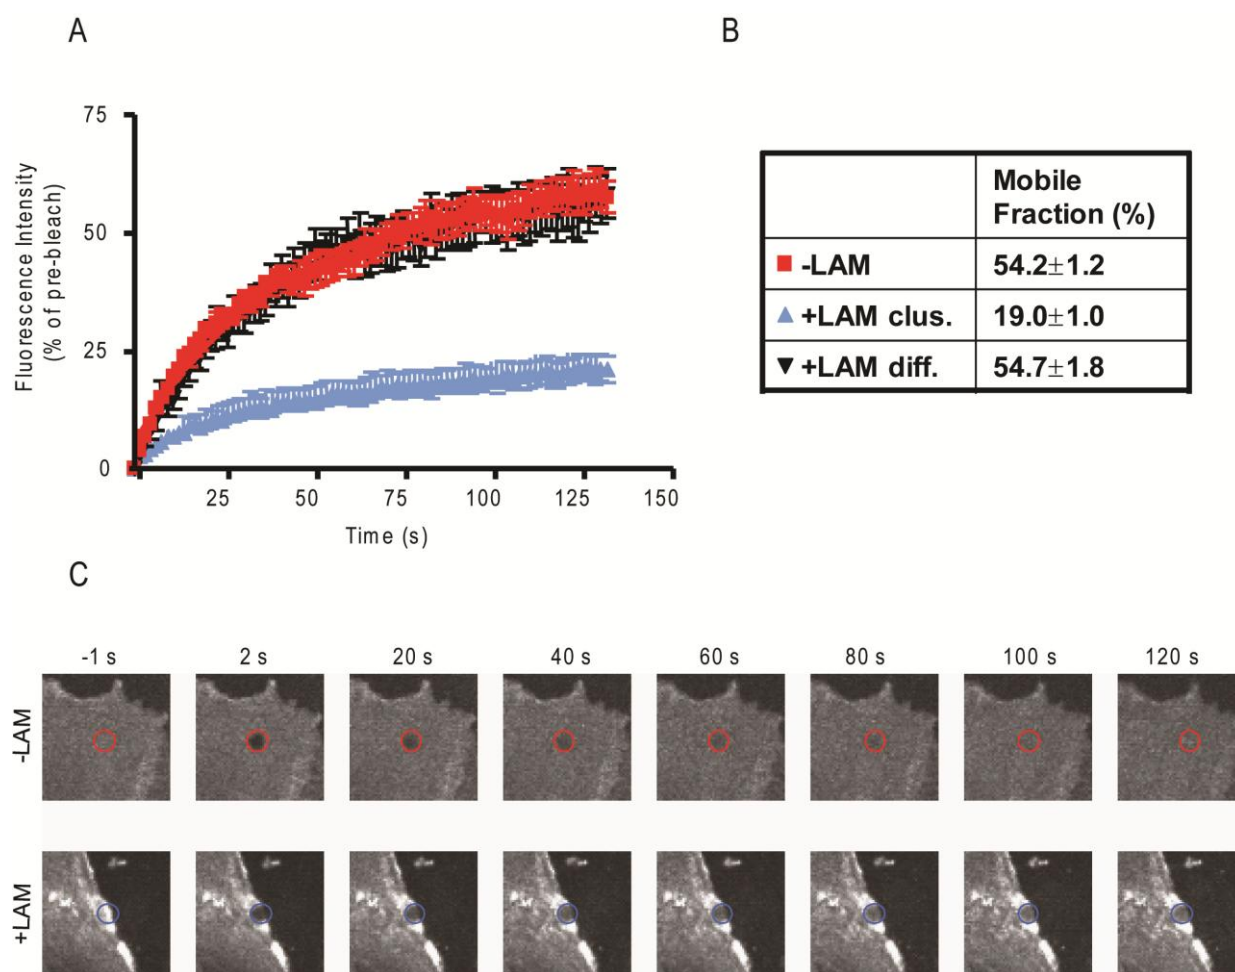 A
B
75
50
25
0
Fluorescence Intensity
(% of pre-bleach)
25
50
75
100
125
150
Time (s)
Mobile
Fraction (%)
-LAM
54.2±1.2
+LAM clus.
19.0±1.0
+LAM diff.
54.7±1.8
C
-1 s
2 s
20 s
40 s
60 s
80 s
100 s
120 s
-LAM
+LAM